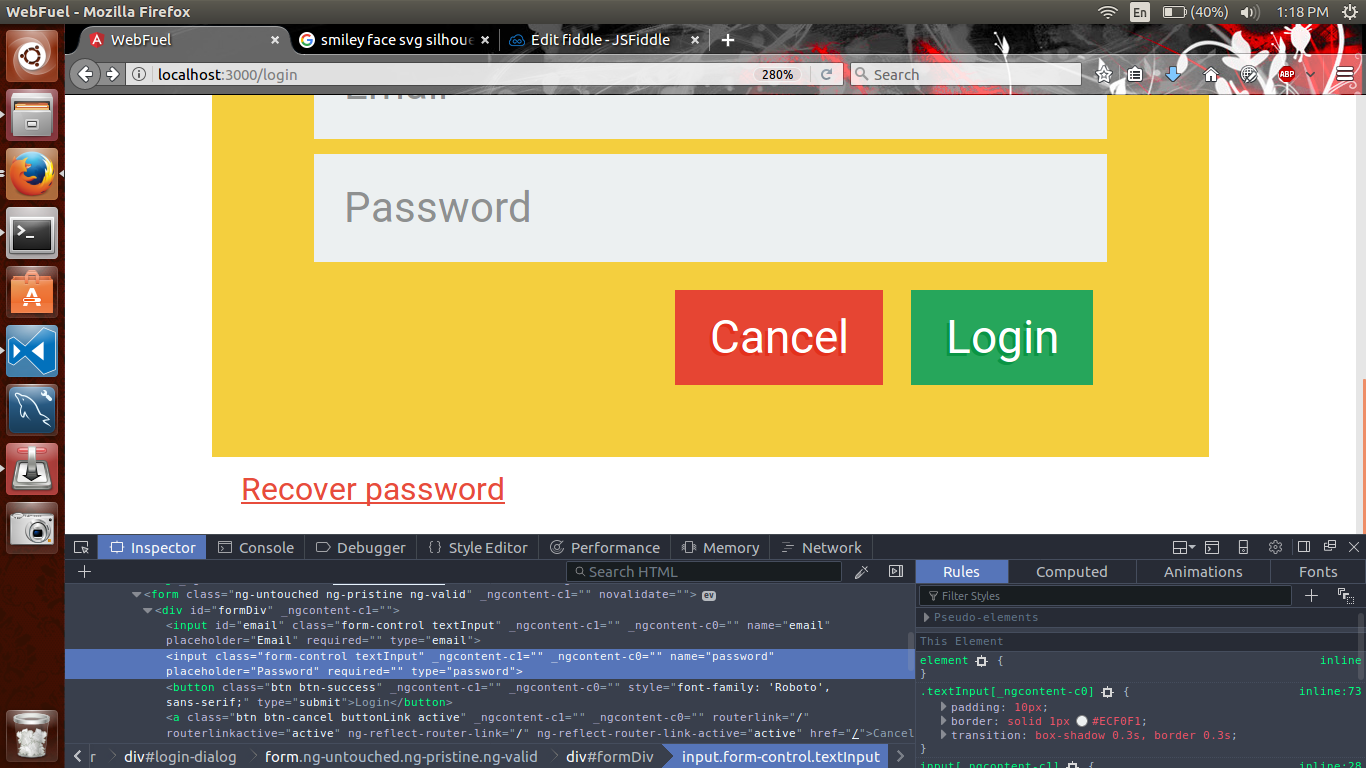 WebFuel - Mozilla Firefox
En (40%) 1:18 PM
WebFuel × smiley face svg silhoue × Edit fiddle - JSFiddle × +
localhost:3000/login 280% Search ABP
Email
Password
Cancel Login
Recover password
Inspector Console Debugger Style Editor Performance Memory Network
+ Search HTML Rules Computed Animations Fonts
<form class="ng-untouched ng-pristine ng-valid" _ngcontent-c1="" novalidate=""> ev
<div id="formDiv" _ngcontent-c1="">
<input id="email" class="form-control textInput" _ngcontent-c1="" _ngcontent-c0="" name="email"
placeholder="Email" required="" type="email">
<input class="form-control textInput" _ngcontent-c1="" _ngcontent-c0="" name="password"
placeholder="Password" required="" type="password">
<button class="btn btn-success" _ngcontent-c1="" _ngcontent-c0="" style="font-family: 'Roboto',
sans-serif;" type="submit">Login</button>
<a class="btn btn-cancel buttonLink active" _ngcontent-c1="" _ngcontent-c0="" routerlink="/"
routerlinkactive="active" ng-reflect-router-link="/" ng-reflect-router-link-active="active" href="/">Cancel
r div#login-dialog form.ng-untouched.ng-pristine.ng-valid div#formDiv input.form-control.textInput
Filter Styles +
Pseudo-elements
This Element
element { inline
}
.textInput[_ngcontent-c0] { inline:73
padding: 10px;
border: solid 1px #ECF0F1;
transition: box-shadow 0.3s, border 0.3s;
}
input[_ngcontent-c1] { inline:28